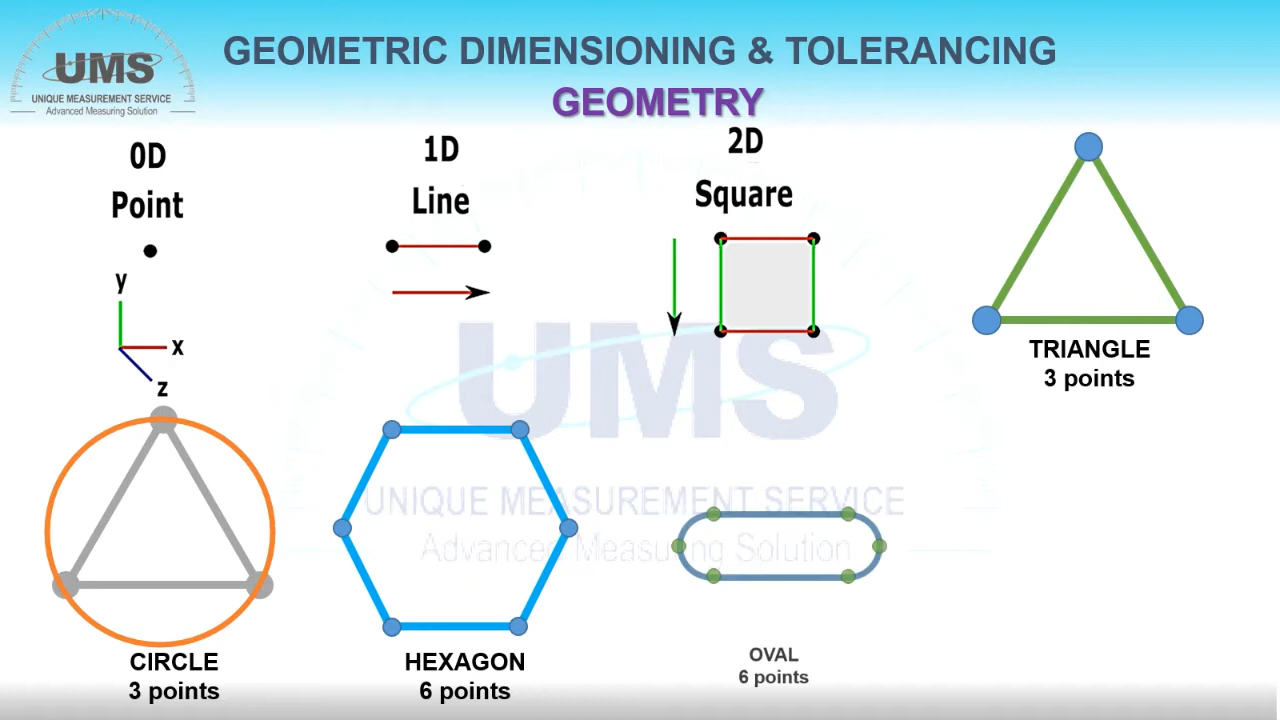 UMS
UNIQUE MEASUREMENT SERVICE
Advanced Measuring Solution
GEOMETRIC DIMENSIONING & TOLERANCING
GEOMETRY
0D
Point
y
x
z
1D
Line
2D
Square
TRIANGLE
3 points
UMS
UNIQUE MEASUREMENT SERVICE
Advanced Measuring Solution
CIRCLE
3 points
HEXAGON
6 points
OVAL
6 points